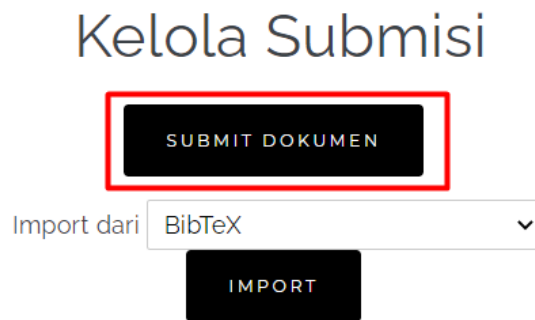 Kelola Submisi
SUBMIT DOKUMEN
Import dari BibTeX
IMPORT